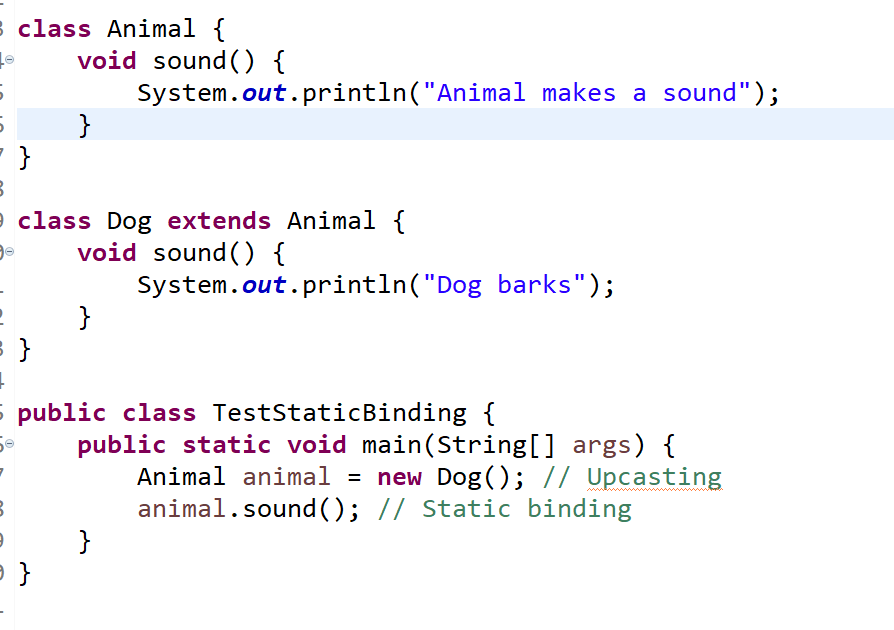 class Animal {
    void sound() {
        System.out.println("Animal makes a sound");
    }
}
class Dog extends Animal {
    void sound() {
        System.out.println("Dog barks");
    }
}
public class TestStaticBinding {
    public static void main(String[] args) {
        Animal animal = new Dog(); // Upcasting
        animal.sound(); // Static binding
    }
}